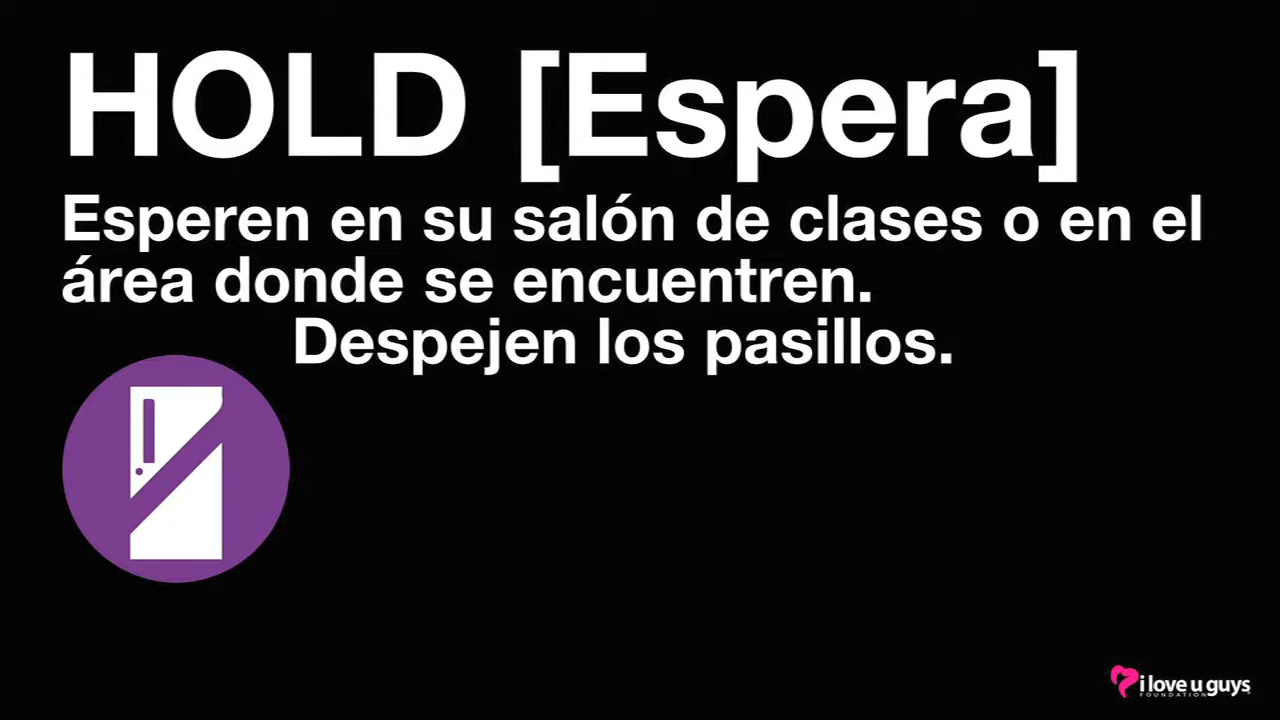 HOLD [Espera]
Esperen en su salón de clases o en el
área donde se encuentren.
Despejen los pasillos.
i love u guys
FOUNDATION